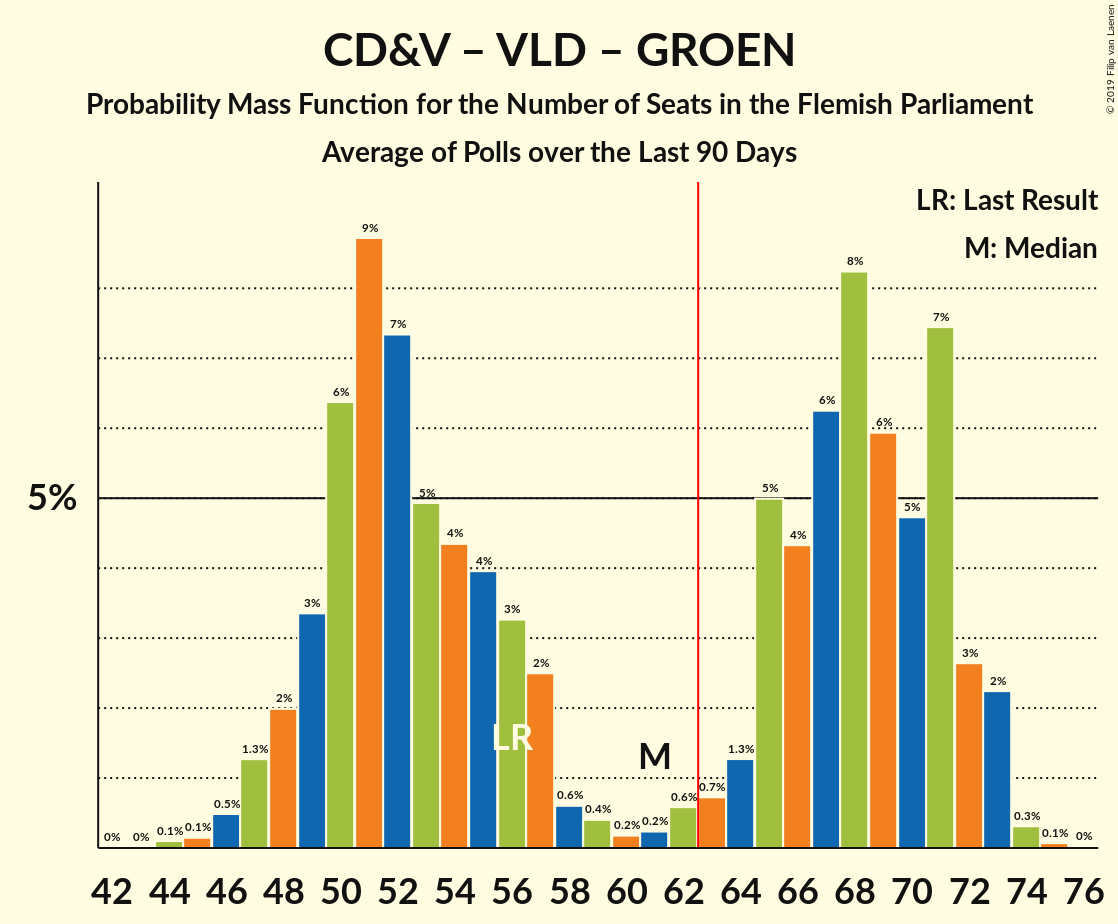 CD&V – VLD – GROEN
Probability Mass Function for the Number of Seats in the Flemish Parliament
Average of Polls over the Last 90 Days
© 2019 Filip van Laenen
LR: Last Result
M: Median
5%
0% 0% 0.1% 0.1% 0.5% 1.3% 2% 3% 6% 9% 7% 5% 4% 4% 3% 2% 0.6% 0.4% 0.2% 0.2% 0.6% 0.7% 1.3% 5% 4% 6% 8% 6% 5% 7% 3% 2% 0.3% 0.1% 0%
LR
M
42 44 46 48 50 52 54 56 58 60 62 64 66 68 70 72 74 76